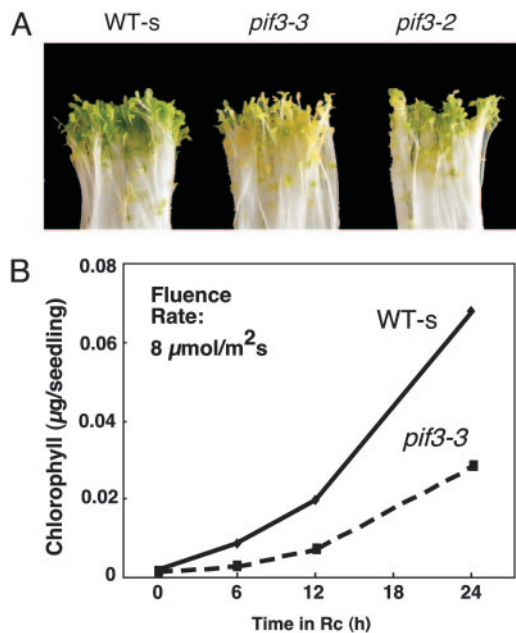 A
WT-s pif3-3 pif3-2
B
0.08
0.06
0.04
0.02
0
Chlorophyll (µg/seedling)
Fluence
Rate:
8 µmol/m²s
WT-s
pif3-3
0 6 12 18 24
Time in Rc (h)